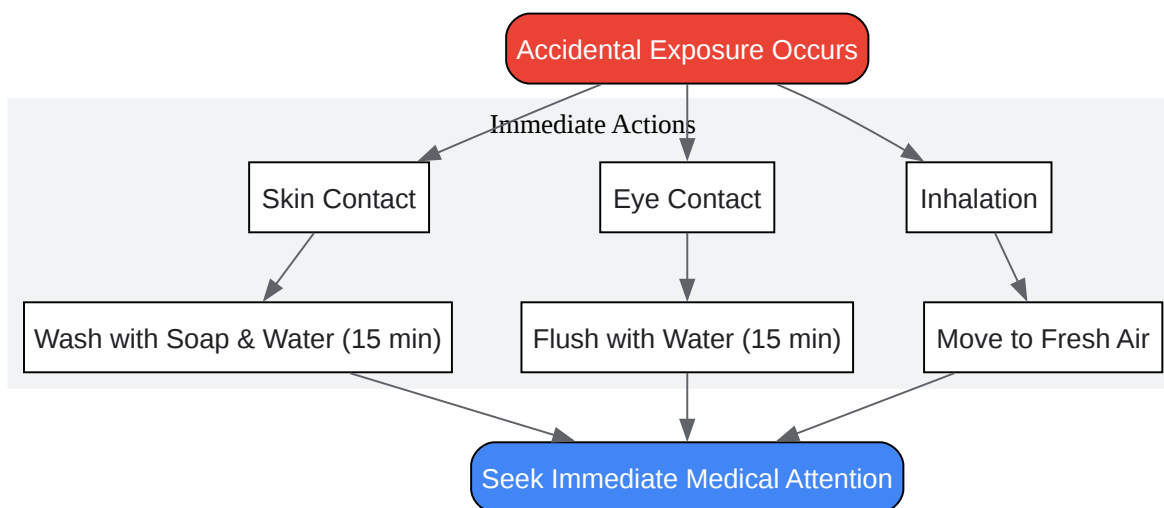 Accidental Exposure Occurs
Immediate Actions
Skin Contact
Eye Contact
Inhalation
Wash with Soap & Water (15 min)
Flush with Water (15 min)
Move to Fresh Air
Seek Immediate Medical Attention